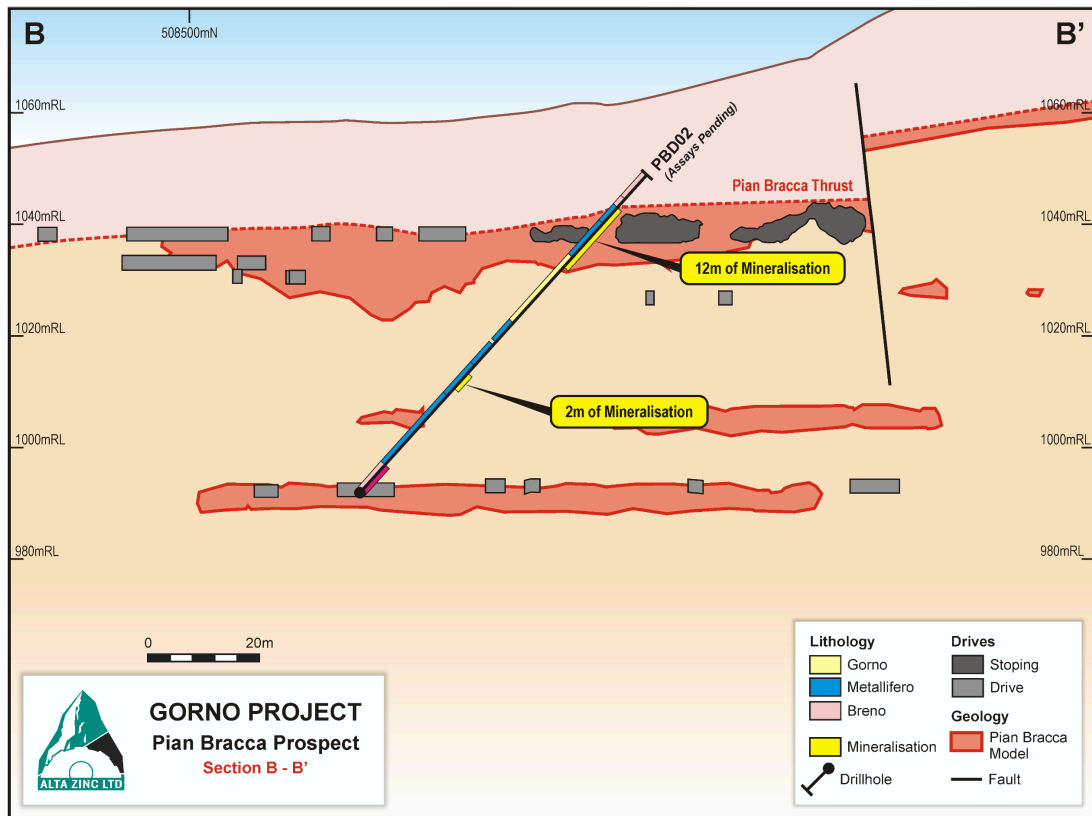 B
508500mN
B'
1060mRL
1060mRL
PBD02
(Assays Pending)
Pian Bracca Thrust
1040mRL
1040mRL
12m of Mineralisation
1020mRL
1020mRL
2m of Mineralisation
1000mRL
1000mRL
980mRL
980mRL
0 20m
GORNO PROJECT
Pian Bracca Prospect
Section B - B'
ALTA ZINC LTD
Lithology
Gorno
Metallifero
Breno
Mineralisation
Drillhole
Drives
Stoping
Drive
Geology
Pian Bracca
Model
Fault